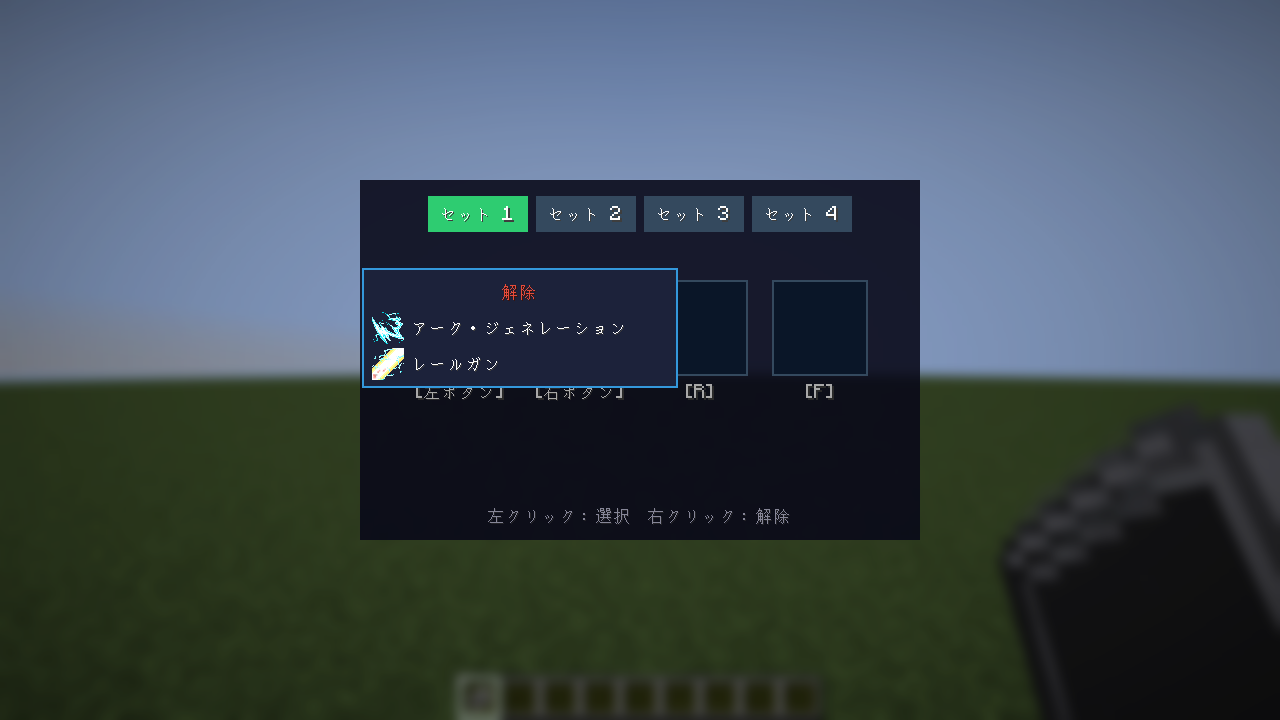 セット 1 セット 2 セット 3 セット 4
解除
アーク・ジェネレーション
レールガン
[左ボタン] [右ボタン] [R] [F]
左クリック: 選択 右クリック: 解除